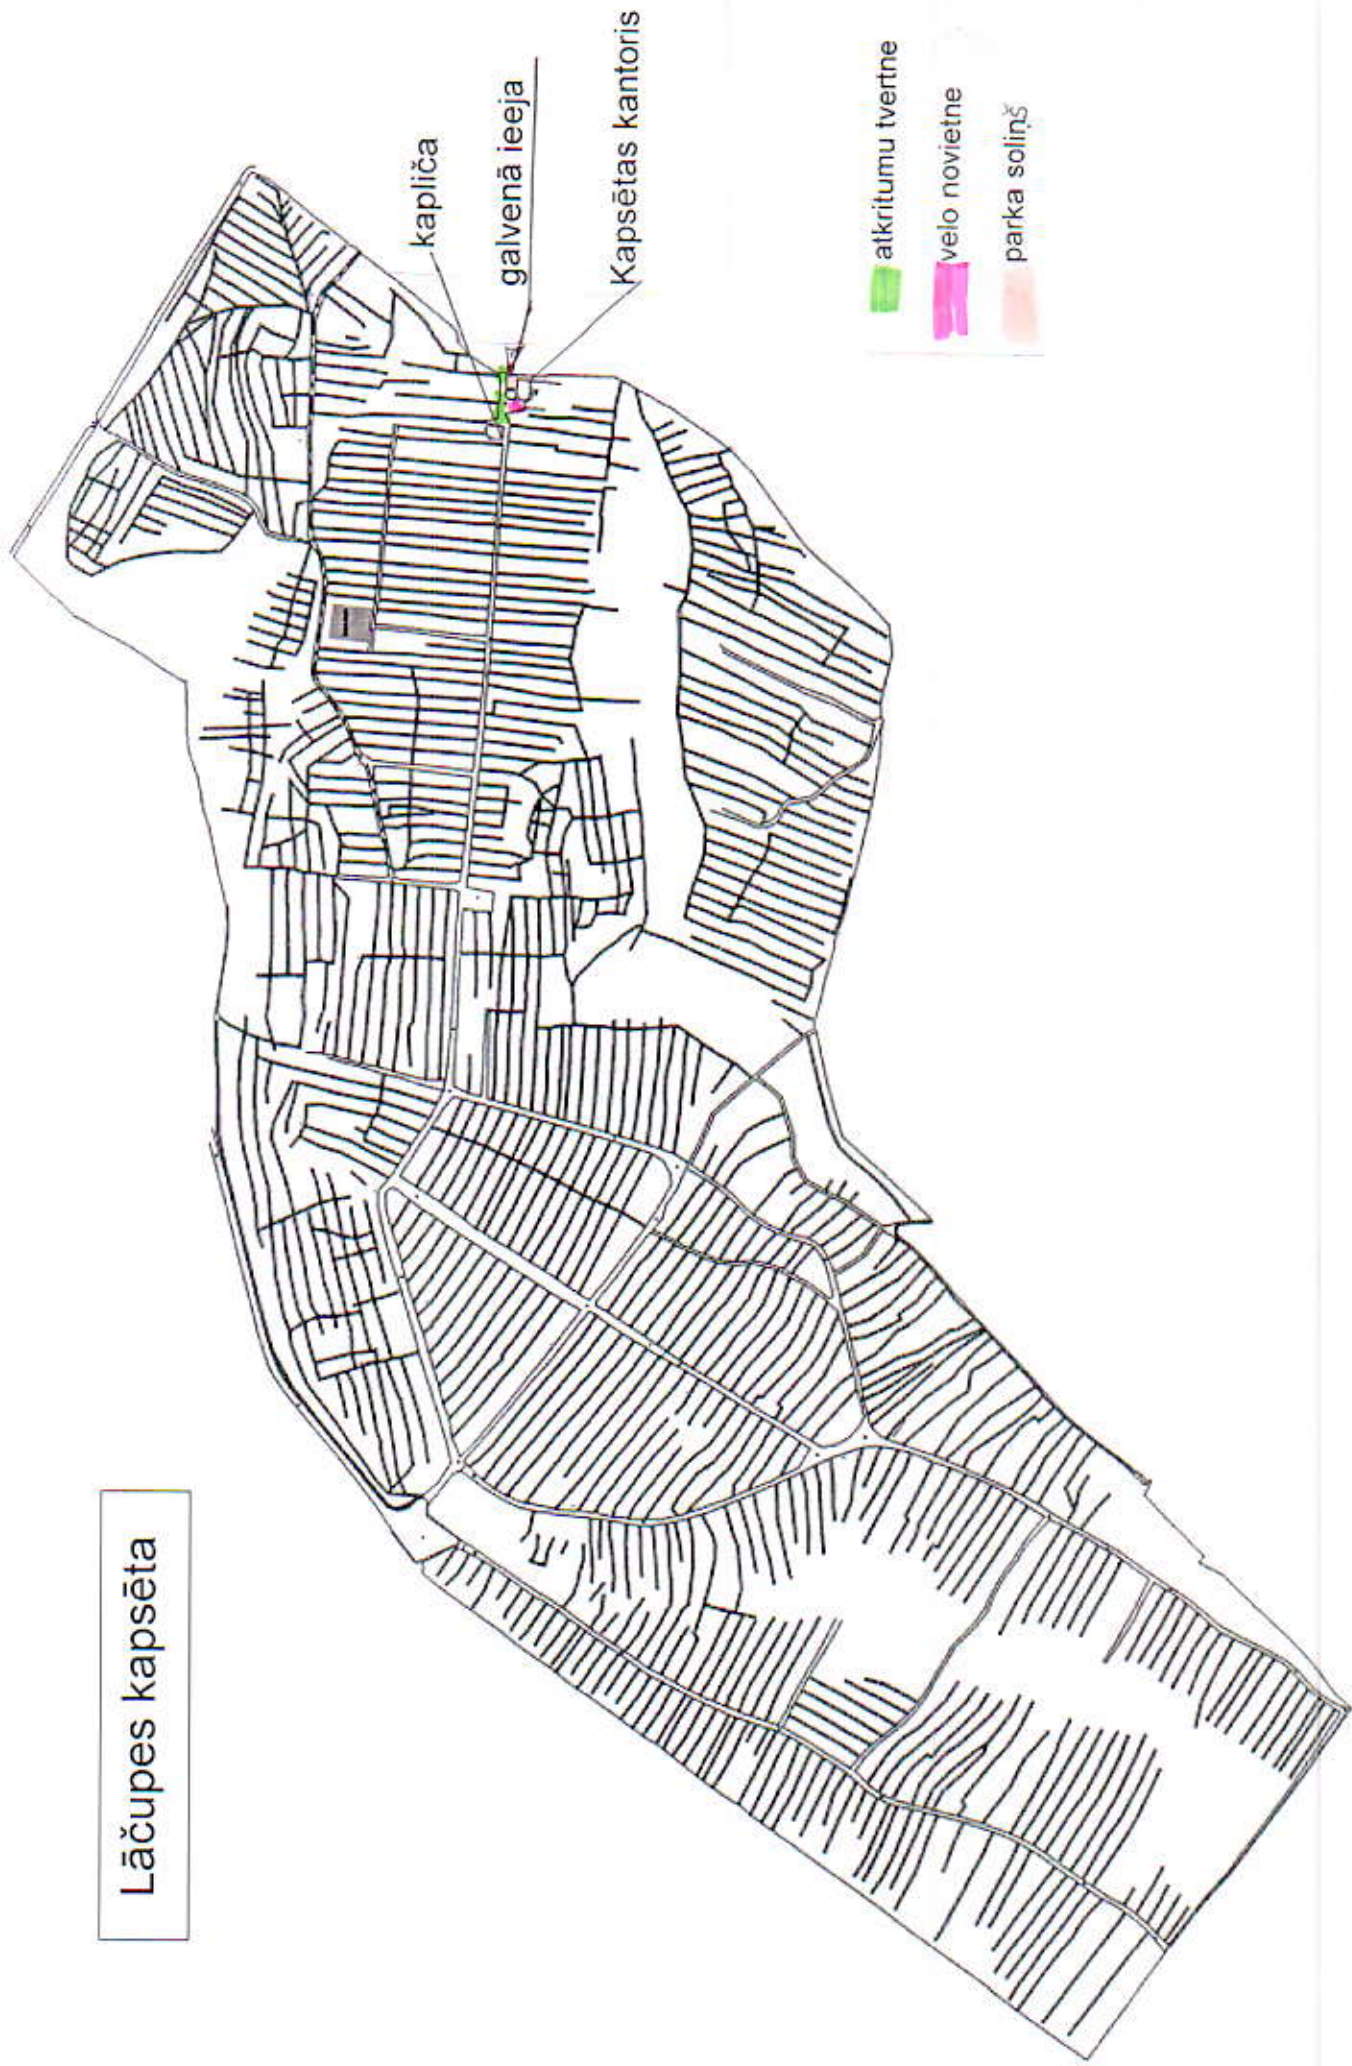 Lāčupes kapsēta
kapliča
galvenā ieeja
Kapsētas kantoris
atkritumu tvertne
velo novietne
parka soliņš